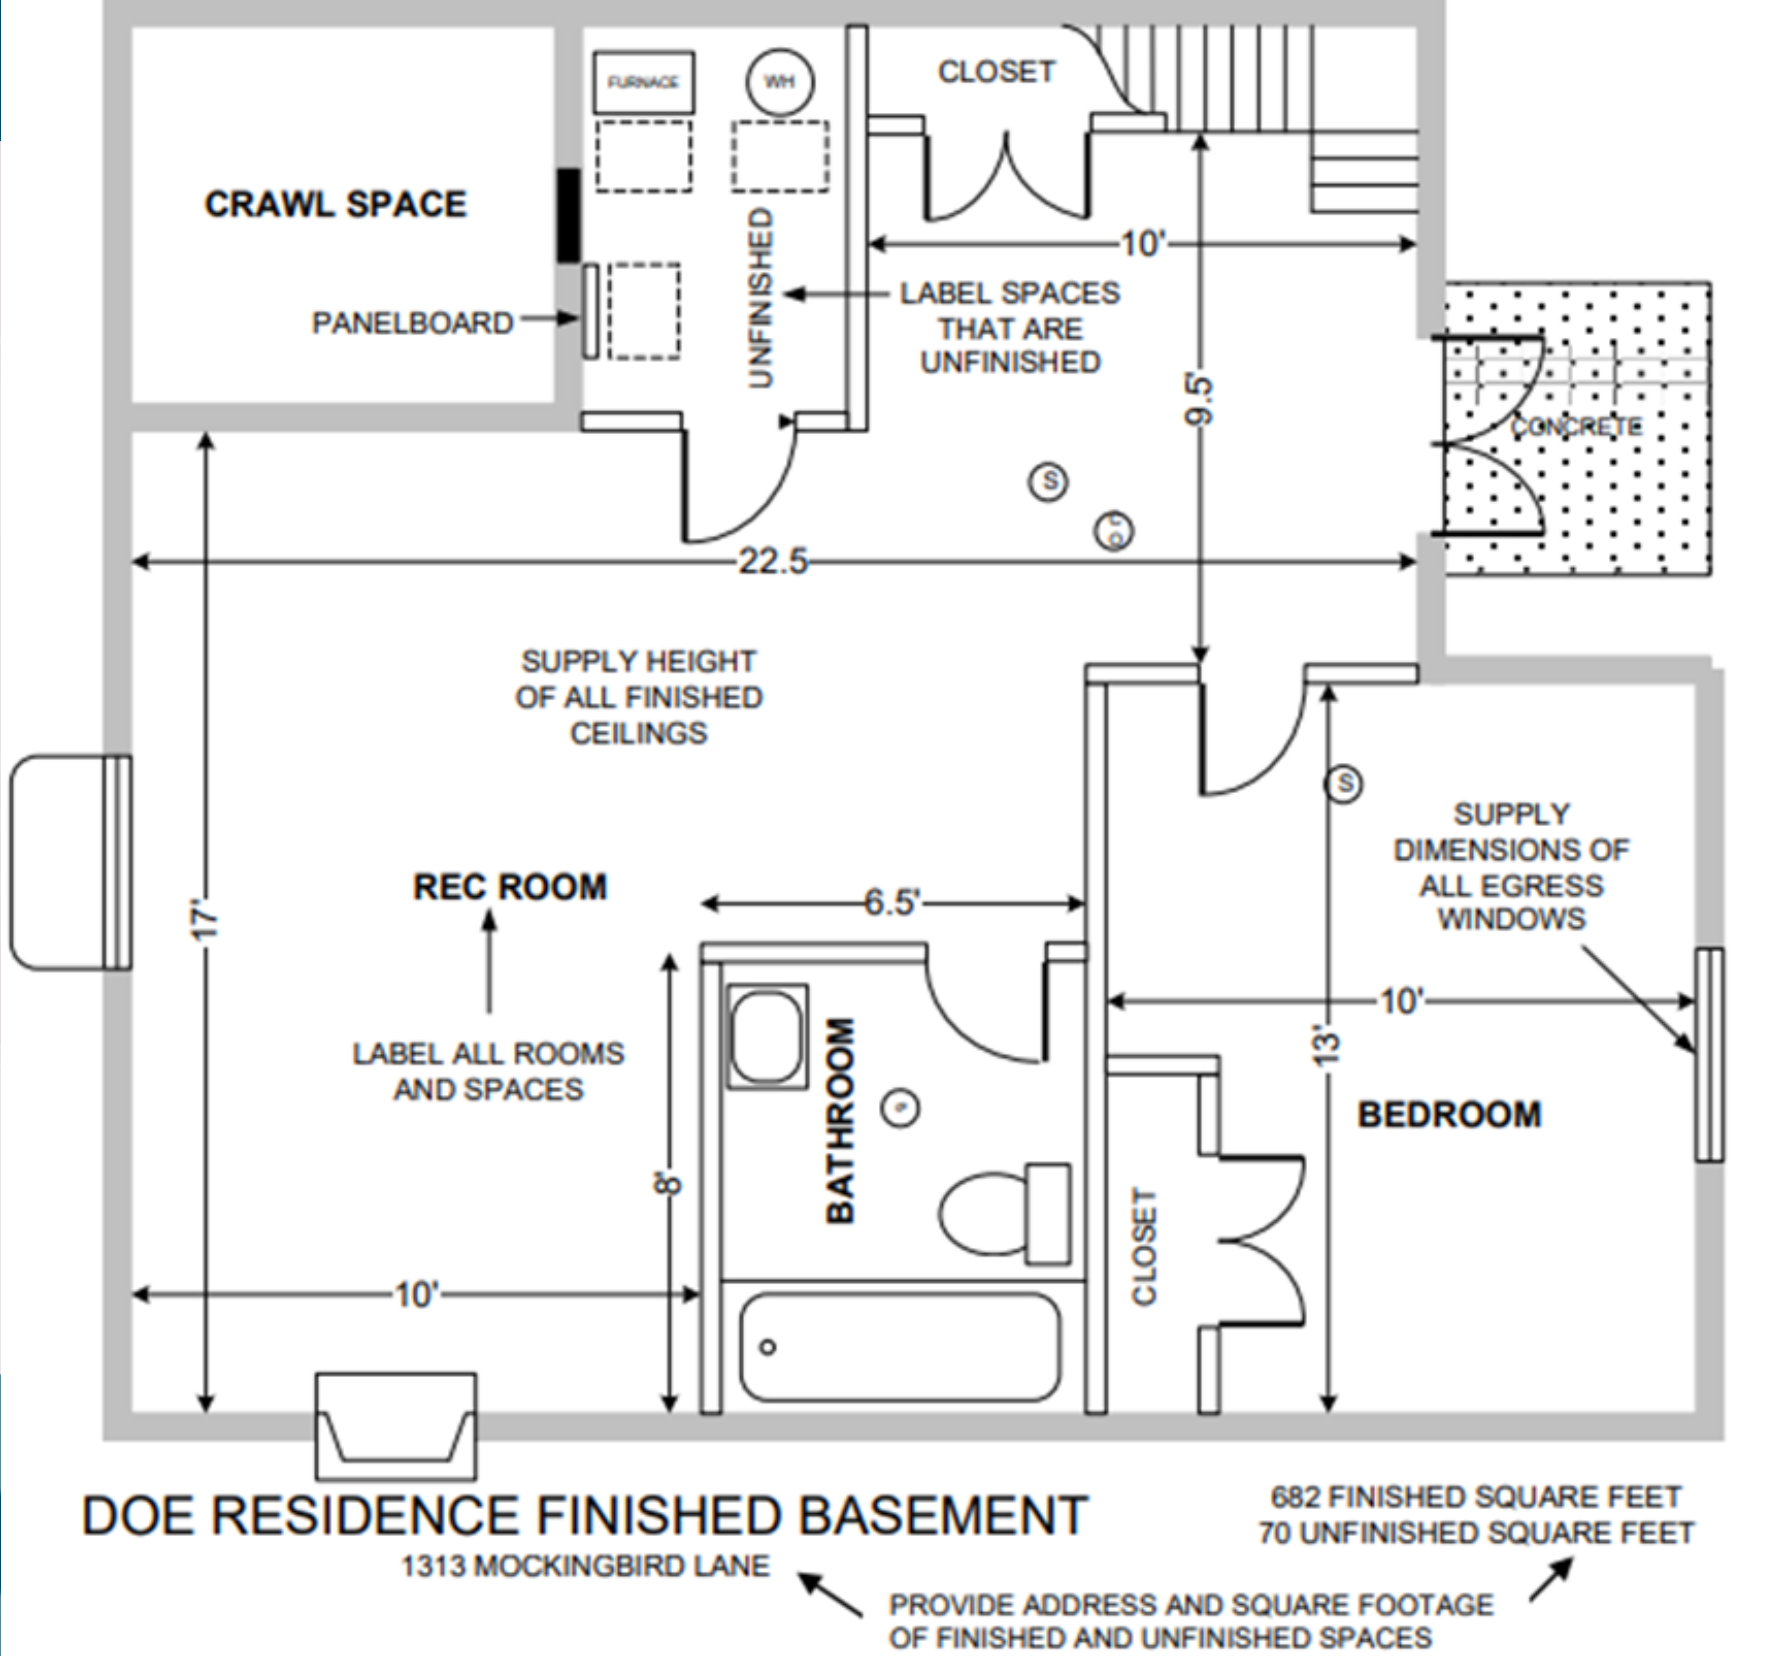 CLOSET
FURNACE
WH
CRAWL SPACE
UNFINISHED
10'
LABEL SPACES
THAT ARE
UNFINISHED
PANELBOARD
9.5'
CONCRETE
S
C
O
22.5
SUPPLY HEIGHT
OF ALL FINISHED
CEILINGS
S
SUPPLY
DIMENSIONS OF
ALL EGRESS
WINDOWS
REC ROOM
6.5'
17'
10'
13'
LABEL ALL ROOMS
AND SPACES
BATHROOM
BEDROOM
8'
CLOSET
10'
DOE RESIDENCE FINISHED BASEMENT
1313 MOCKINGBIRD LANE
682 FINISHED SQUARE FEET
70 UNFINISHED SQUARE FEET
PROVIDE ADDRESS AND SQUARE FOOTAGE
OF FINISHED AND UNFINISHED SPACES